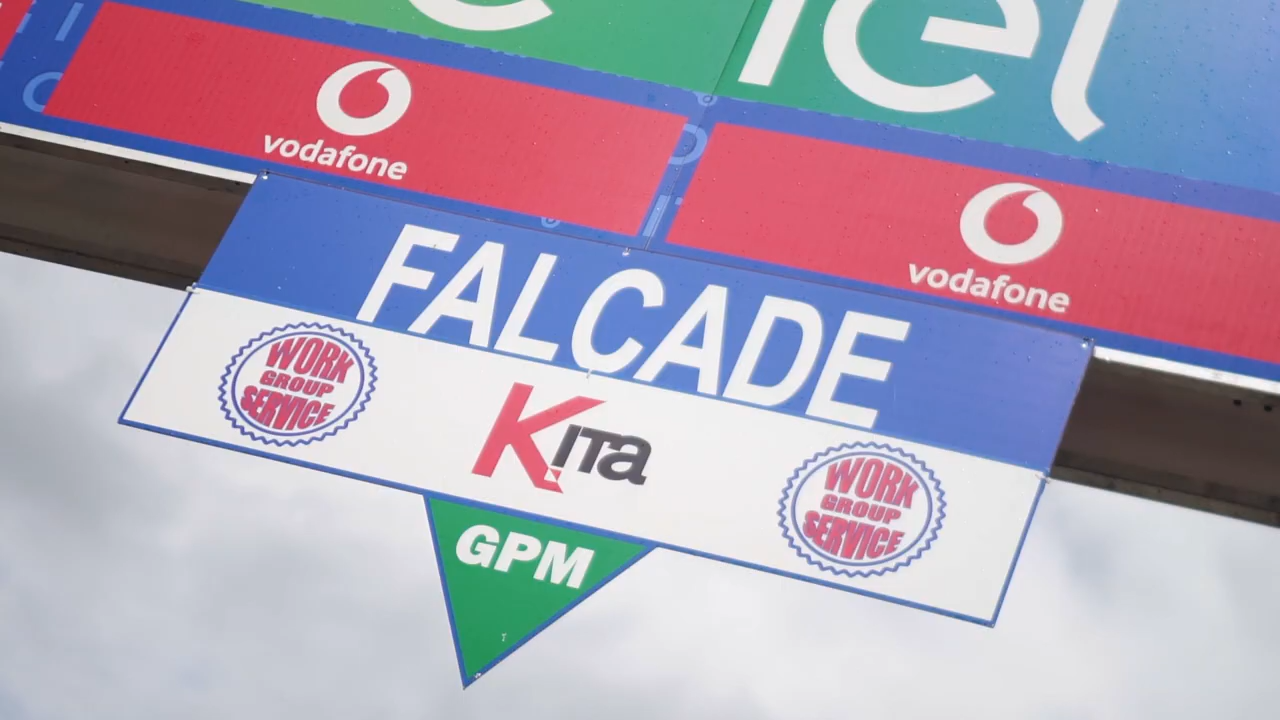 vodafone
vodafone
FALCADE
WORK
GROUP
SERVICE
KITA
WORK
GROUP
SERVICE
GPM